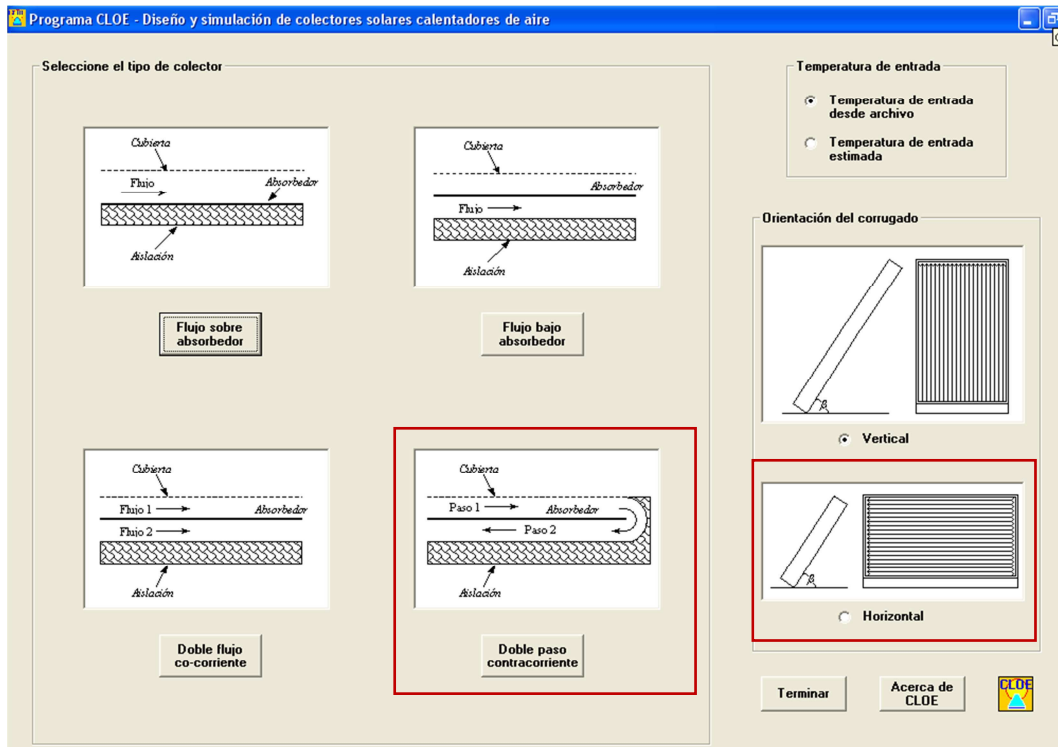 Programa CLOE - Diseño y simulación de colectores solares calentadores de aire
Seleccione el tipo de colector
Cubierta
Flujo
Absorbedor
Aislación
Flujo sobre
absorbedor
Cubierta
Absorbedor
Flujo
Aislación
Flujo bajo
absorbedor
Cubierta
Flujo 1
Absorbedor
Flujo 2
Aislación
Doble flujo
co-corriente
Cubierta
Paso 1
Absorbedor
Paso 2
Aislación
Doble paso
contracorriente
Temperatura de entrada
Temperatura de entrada
desde archivo
Temperatura de entrada
estimada
Orientación del corrugado
β
Vertical
β
Horizontal
Terminar
Acerca de
CLOE
CLOE